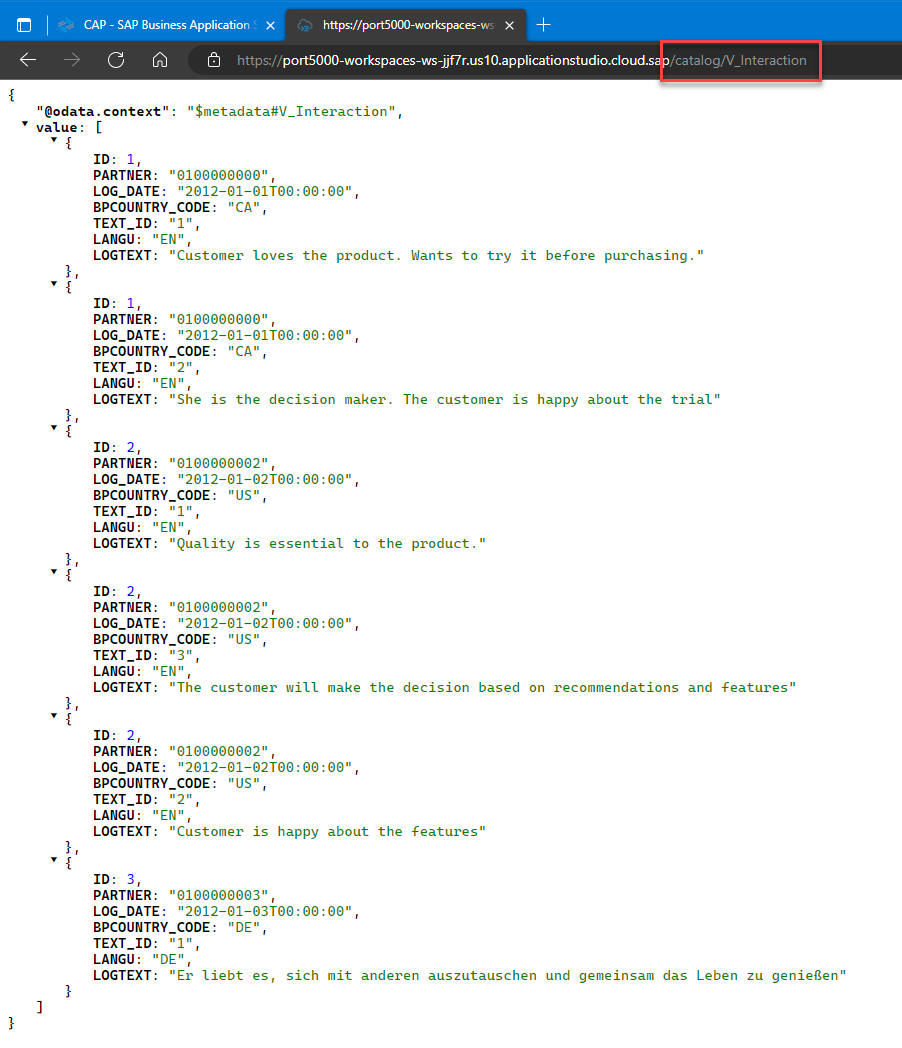 CAP - SAP Business Application S
https://port5000-workspaces-ws
https://port5000-workspaces-ws-jjf7r.us10.applicationstudio.cloud.sap/catalog/V_Interaction
{
"@odata.context": "$metadata#V_Interaction",
value: [
{
ID: 1,
PARTNER: "0100000000",
LOG_DATE: "2012-01-01T00:00:00",
BPCOUNTRY_CODE: "CA",
TEXT_ID: "1",
LANGU: "EN",
LOGTEXT: "Customer loves the product. Wants to try it before purchasing."
},
{
ID: 1,
PARTNER: "0100000000",
LOG_DATE: "2012-01-01T00:00:00",
BPCOUNTRY_CODE: "CA",
TEXT_ID: "2",
LANGU: "EN",
LOGTEXT: "She is the decision maker. The customer is happy about the trial"
},
{
ID: 2,
PARTNER: "0100000002",
LOG_DATE: "2012-01-02T00:00:00",
BPCOUNTRY_CODE: "US",
TEXT_ID: "1",
LANGU: "EN",
LOGTEXT: "Quality is essential to the product."
},
{
ID: 2,
PARTNER: "0100000002",
LOG_DATE: "2012-01-02T00:00:00",
BPCOUNTRY_CODE: "US",
TEXT_ID: "3",
LANGU: "EN",
LOGTEXT: "The customer will make the decision based on recommendations and features"
},
{
ID: 2,
PARTNER: "0100000002",
LOG_DATE: "2012-01-02T00:00:00",
BPCOUNTRY_CODE: "US",
TEXT_ID: "2",
LANGU: "EN",
LOGTEXT: "Customer is happy about the features"
},
{
ID: 3,
PARTNER: "0100000003",
LOG_DATE: "2012-01-03T00:00:00",
BPCOUNTRY_CODE: "DE",
TEXT_ID: "1",
LANGU: "DE",
LOGTEXT: "Er liebt es, sich mit anderen auszutauschen und gemeinsam das Leben zu genießen"
}
]
}